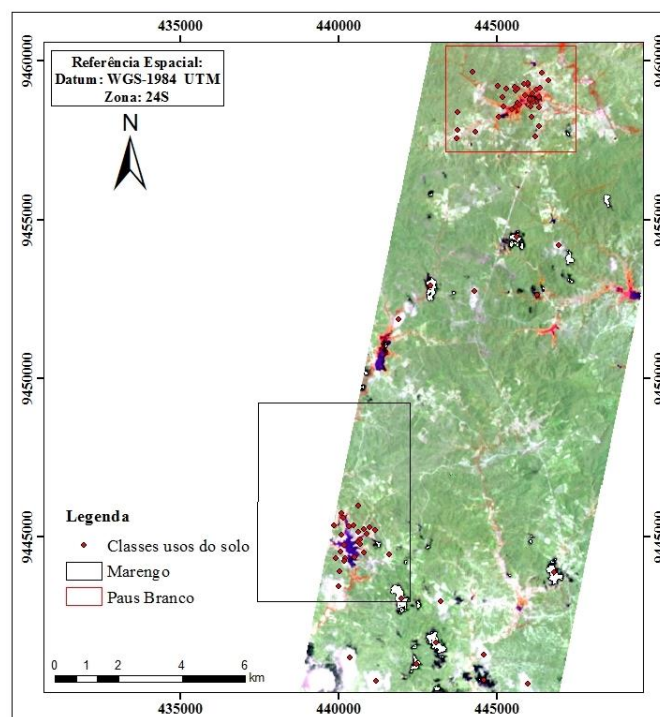 435000 440000 445000
Referência Espacial:
Datum: WGS-1984 UTM
Zona: 24S
N
9460000 9460000
9455000 9455000
9450000 9450000
9445000 9445000
Legenda
Classes usos do solo
Marengo
Paus Branco
0 1 2 4 6
km
435000 440000 445000